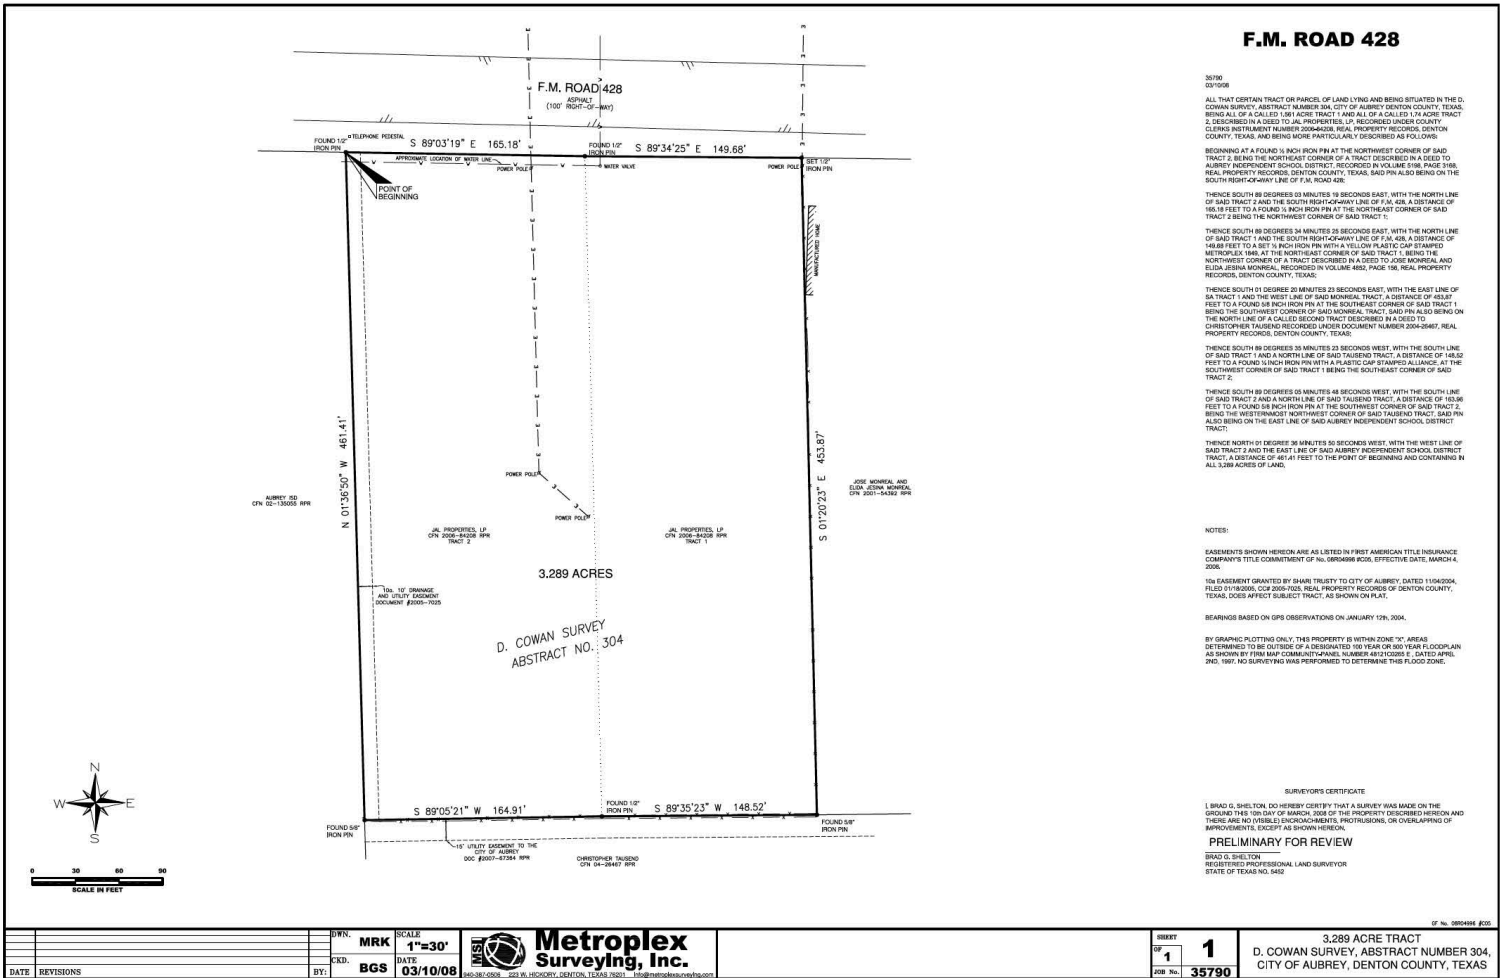 F.M. ROAD 428
35790
03/10/08
ALL THAT CERTAIN TRACT OR PARCEL OF LAND LYING AND BEING SITUATED IN THE D.
COWAN SURVEY, ABSTRACT NUMBER 304, CITY OF AUBREY DENTON COUNTY, TEXAS,
BEING ALL OF A CALLED 1.561 ACRE TRACT 1 AND ALL OF A CALLED 1.74 ACRE TRACT
2, DESCRIBED IN A DEED TO JAL PROPERTIES, LP, RECORDED UNDER COUNTY
CLERKS INSTRUMENT NUMBER 2006-84208, REAL PROPERTY RECORDS, DENTON
COUNTY, TEXAS, AND BEING MORE PARTICULARLY DESCRIBED AS FOLLOWS:
BEGINNING AT A FOUND ½ INCH IRON PIN AT THE NORTHWEST CORNER OF SAID
TRACT 2, BEING THE NORTHEAST CORNER OF A TRACT DESCRIBED IN A DEED TO
AUBREY INDEPENDENT SCHOOL DISTRICT, RECORDED IN VOLUME 5198, PAGE 3168,
REAL PROPERTY RECORDS, DENTON COUNTY, TEXAS, SAID PIN ALSO BEING ON THE
SOUTH RIGHT-OF-WAY LINE OF F.M. ROAD 428;
THENCE SOUTH 89 DEGREES 03 MINUTES 19 SECONDS EAST, WITH THE NORTH LINE
OF SAID TRACT 2 AND THE SOUTH RIGHT-OF-WAY LINE OF F.M. 428, A DISTANCE OF
165.18 FEET TO A FOUND ½ INCH IRON PIN AT THE NORTHEAST CORNER OF SAID
TRACT 2 BEING THE NORTHWEST CORNER OF SAID TRACT 1;
THENCE SOUTH 89 DEGREES 34 MINUTES 25 SECONDS EAST, WITH THE NORTH LINE
OF SAID TRACT 1 AND THE SOUTH RIGHT-OF-WAY LINE OF F.M. 428, A DISTANCE OF
149.68 FEET TO A SET ½ INCH IRON PIN WITH A YELLOW PLASTIC CAP STAMPED
METROPLEX 1849, AT THE NORTHEAST CORNER OF SAID TRACT 1, BEING THE
NORTHWEST CORNER OF A TRACT DESCRIBED IN A DEED TO JOSE MONREAL AND
ELIDA JESINA MONREAL, RECORDED IN VOLUME 4852, PAGE 156, REAL PROPERTY
RECORDS, DENTON COUNTY, TEXAS;
THENCE SOUTH 01 DEGREE 20 MINUTES 23 SECONDS EAST, WITH THE EAST LINE OF
SA TRACT 1 AND THE WEST LINE OF SAID MONREAL TRACT, A DISTANCE OF 453.87
FEET TO A FOUND 5/8 INCH IRON PIN AT THE SOUTHEAST CORNER OF SAID TRACT 1
BEING THE SOUTHWEST CORNER OF SAID MONREAL TRACT, SAID PIN ALSO BEING ON
THE NORTH LINE OF A CALLED SECOND TRACT DESCRIBED IN A DEED TO
CHRISTOPHER TAUSEND RECORDED UNDER DOCUMENT NUMBER 2004-26467, REAL
PROPERTY RECORDS, DENTON COUNTY, TEXAS;
THENCE SOUTH 89 DEGREES 35 MINUTES 23 SECONDS WEST, WITH THE SOUTH LINE
OF SAID TRACT 1 AND A NORTH LINE OF SAID TAUSEND TRACT, A DISTANCE OF 148.52
FEET TO A FOUND ½ INCH IRON PIN WITH A PLASTIC CAP STAMPED ALLIANCE, AT THE
SOUTHWEST CORNER OF SAID TRACT 1 BEING THE SOUTHEAST CORNER OF SAID
TRACT 2;
THENCE SOUTH 89 DEGREES 05 MINUTES 48 SECONDS WEST, WITH THE SOUTH LINE
OF SAID TRACT 2 AND A NORTH LINE OF SAID TAUSEND TRACT, A DISTANCE OF 163.96
FEET TO A FOUND 5/8 INCH IRON PIN AT THE SOUTHWEST CORNER OF SAID TRACT 2,
BEING THE WESTERNMOST NORTHWEST CORNER OF SAID TAUSEND TRACT, SAID PIN
ALSO BEING ON THE EAST LINE OF SAID AUBREY INDEPENDENT SCHOOL DISTRICT
TRACT;
THENCE NORTH 01 DEGREE 36 MINUTES 50 SECONDS WEST, WITH THE WEST LINE OF
SAID TRACT 2 AND THE EAST LINE OF SAID AUBREY INDEPENDENT SCHOOL DISTRICT
TRACT, A DISTANCE OF 461.41 FEET TO THE POINT OF BEGINNING AND CONTAINING IN
ALL 3.289 ACRES OF LAND.
NOTES:
EASEMENTS SHOWN HEREON ARE AS LISTED IN FIRST AMERICAN TITLE INSURANCE
COMPANY'S TITLE COMMITMENT GF No. 08R04996 #C05, EFFECTIVE DATE, MARCH 4,
2008.
10a EASEMENT GRANTED BY SHARI TRUSTY TO CITY OF AUBREY, DATED 11/04/2004,
FILED 01/18/2005, CC# 2005-7025, REAL PROPERTY RECORDS OF DENTON COUNTY,
TEXAS, DOES AFFECT SUBJECT TRACT, AS SHOWN ON PLAT.
BEARINGS BASED ON GPS OBSERVATIONS ON JANUARY 12th, 2004.
BY GRAPHIC PLOTTING ONLY, THIS PROPERTY IS WITHIN ZONE "X", AREAS
DETERMINED TO BE OUTSIDE OF A DESIGNATED 100 YEAR OR 500 YEAR FLOODPLAIN
AS SHOWN BY FIRM MAP COMMUNITY-PANEL NUMBER 48121C0265 E , DATED APRIL
2ND, 1997. NO SURVEYING WAS PERFORMED TO DETERMINE THIS FLOOD ZONE.
SURVEYOR'S CERTIFICATE
I, BRAD G. SHELTON, DO HEREBY CERTIFY THAT A SURVEY WAS MADE ON THE
GROUND THIS 10th DAY OF MARCH, 2008 OF THE PROPERTY DESCRIBED HEREON AND
THERE ARE NO (VISIBLE) ENCROACHMENTS, PROTRUSIONS, OR OVERLAPPING OF
IMPROVEMENTS, EXCEPT AS SHOWN HEREON.
PRELIMINARY FOR REVIEW
BRAD G. SHELTON
REGISTERED PROFESSIONAL LAND SURVEYOR
STATE OF TEXAS NO. 5452
GF No. 08R04996 #C05
F.M. ROAD 428
ASPHALT
(100' RIGHT-OF-WAY)
TELEPHONE PEDESTAL
FOUND 1/2"
IRON PIN
S 89°03'19" E 165.18'
FOUND 1/2"
IRON PIN
S 89°34'25" E 149.68'
APPROXIMATE LOCATION OF WATER LINE
POWER POLE
WATER VALVE
POWER POLE
SET 1/2"
IRON PIN
POINT OF
BEGINNING
MANUFACTURED HOME
N 01°36'50" W 461.41'
S 01°20'23" E 453.87'
POWER POLE
POWER POLE
AUBREY ISD
CFN 02-135055 RPR
JAL PROPERTIES, LP
CFN 2006-84208 RPR
TRACT 2
JAL PROPERTIES, LP
CFN 2006-84208 RPR
TRACT 1
JOSE MONREAL AND
ELIDA JESINA MONREAL
CFN 2001-54392 RPR
3.289 ACRES
10a. 10' DRAINAGE
AND UTILITY EASEMENT
DOCUMENT #2005-7025
D. COWAN SURVEY
ABSTRACT NO. 304
S 89°05'21" W 164.91'
FOUND 1/2"
IRON PIN
S 89°35'23" W 148.52'
FOUND 5/8"
IRON PIN
FOUND 5/8"
IRON PIN
15' UTILITY EASEMENT TO THE
CITY OF AUBREY
DOC #2007-67364 RPR
CHRISTOPHER TAUSEND
CFN 04-26467 RPR
N
W E
S
0 30 60 90
SCALE IN FEET
DATE REVISIONS BY:
DWN. MRK
CKD. BGS
SCALE 1"=30'
DATE 03/10/08
MSI
Metroplex
Surveying, Inc.
940-387-0506 223 W. HICKORY, DENTON, TEXAS 76201 info@metroplexsurveying.com
SHEET 1
OF 1
JOB No. 35790
3.289 ACRE TRACT
D. COWAN SURVEY, ABSTRACT NUMBER 304,
CITY OF AUBREY, DENTON COUNTY, TEXAS